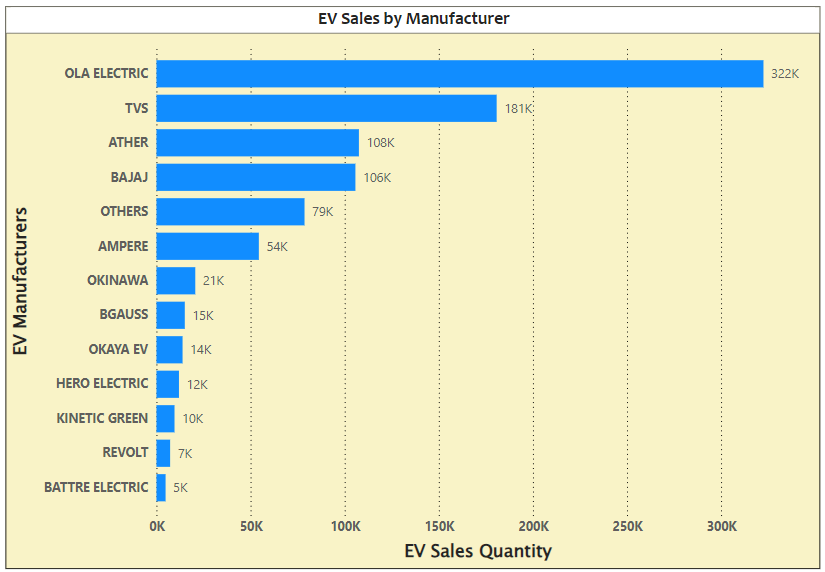 EV Sales by Manufacturer
EV Manufacturers
OLA ELECTRIC 322K
TVS 181K
ATHER 108K
BAJAJ 106K
OTHERS 79K
AMPERE 54K
OKINAWA 21K
BGAUSS 15K
OKAYA EV 14K
HERO ELECTRIC 12K
KINETIC GREEN 10K
REVOLT 7K
BATTRE ELECTRIC 5K
0K 50K 100K 150K 200K 250K 300K
EV Sales Quantity